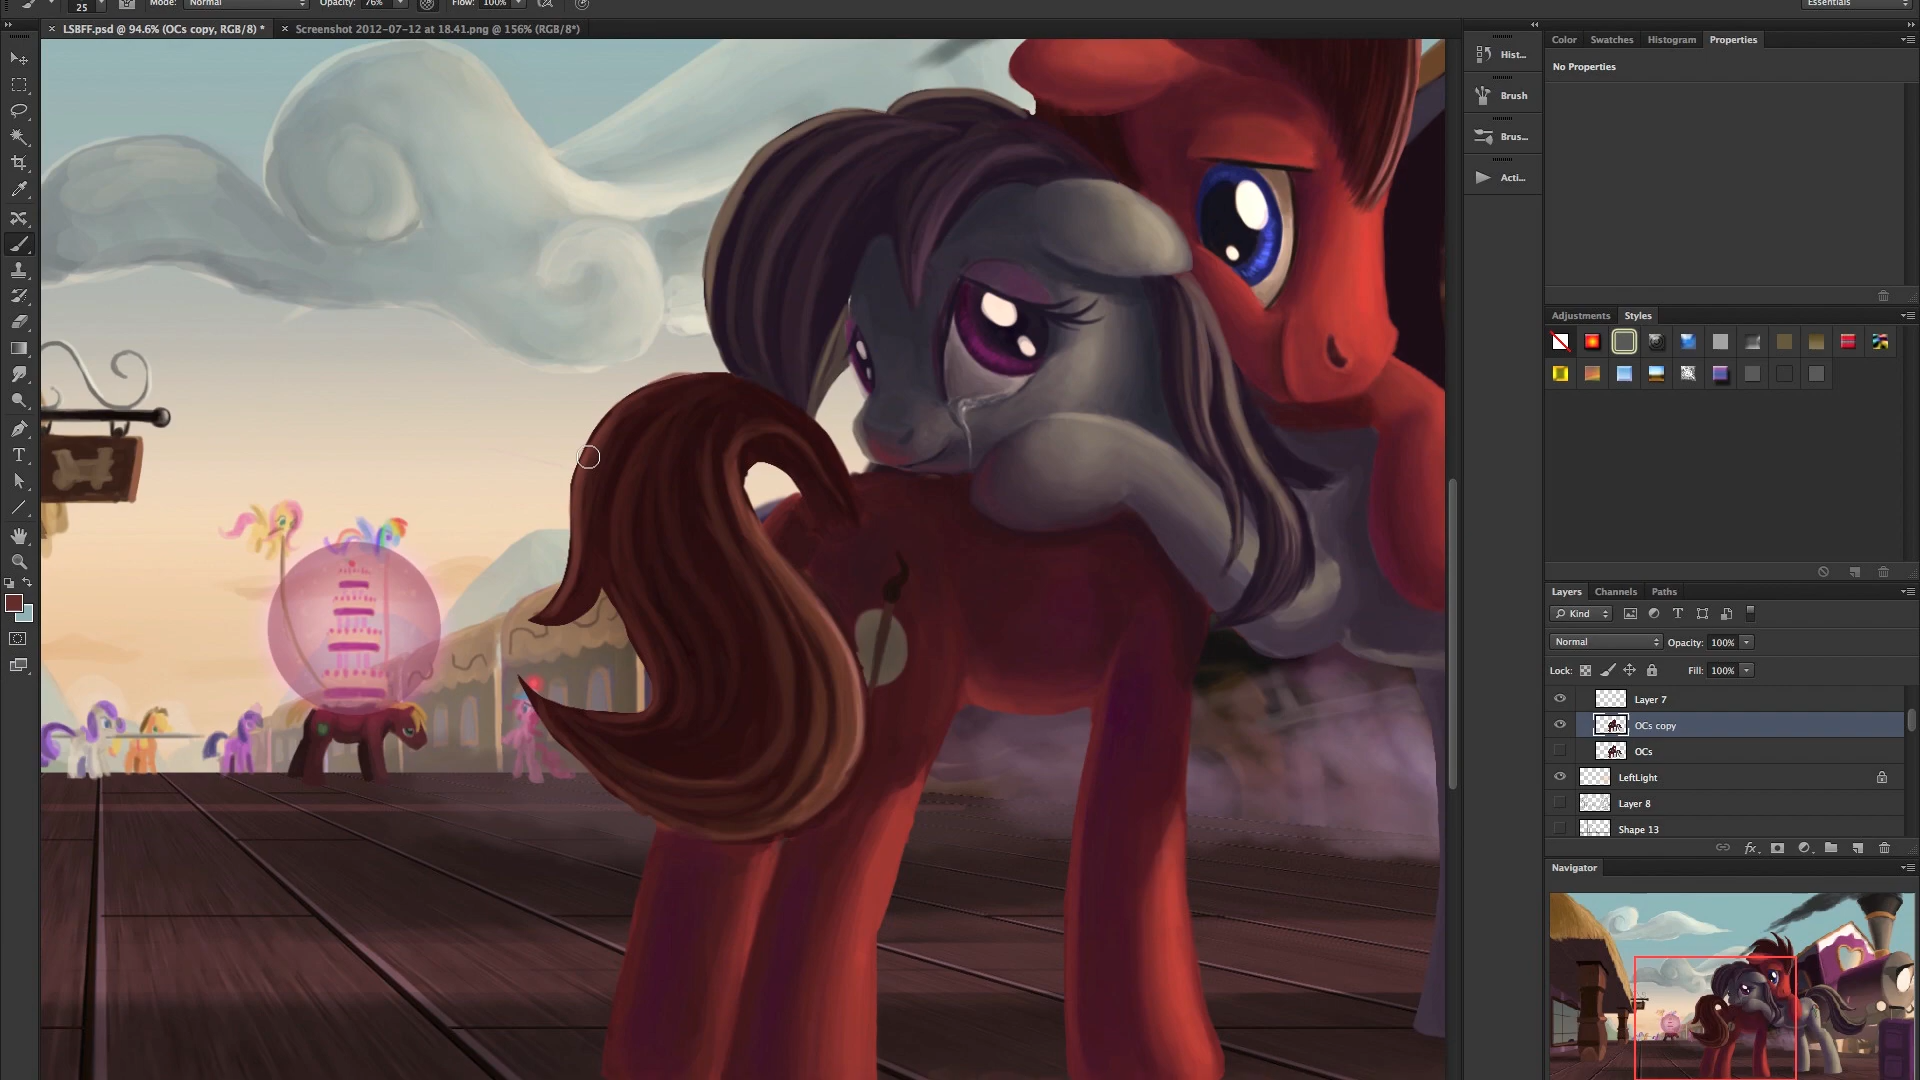 25
Mode: Normal
Opacity: 76%
Flow: 100%
Essentials
LSBFF.psd @ 94.6% (OCs copy, RGB/8) *
Screenshot 2012-07-12 at 18.41.png @ 156% (RGB/8*)
Hist...
Brush
Brus...
Acti...
Color Swatches Histogram Properties
No Properties
Adjustments Styles
Layers Channels Paths
Kind
Normal Opacity: 100%
Lock: Fill: 100%
Layer 7
OCs copy
OCs
LeftLight
Layer 8
Shape 13
fx
Navigator